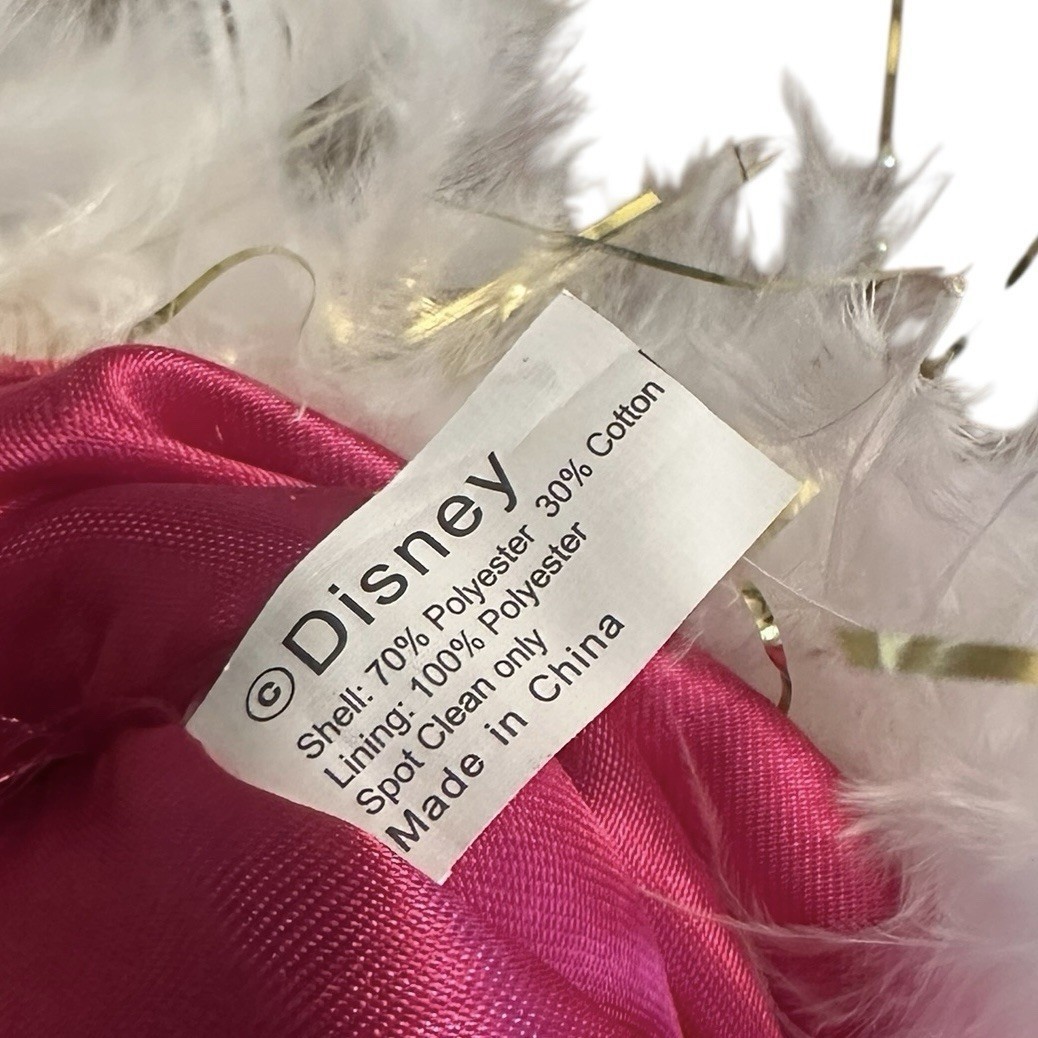 ©Disney
Shell: 70% Polyester 30% Cotton
Lining: 100% Polyester
Spot Clean only
Made in China